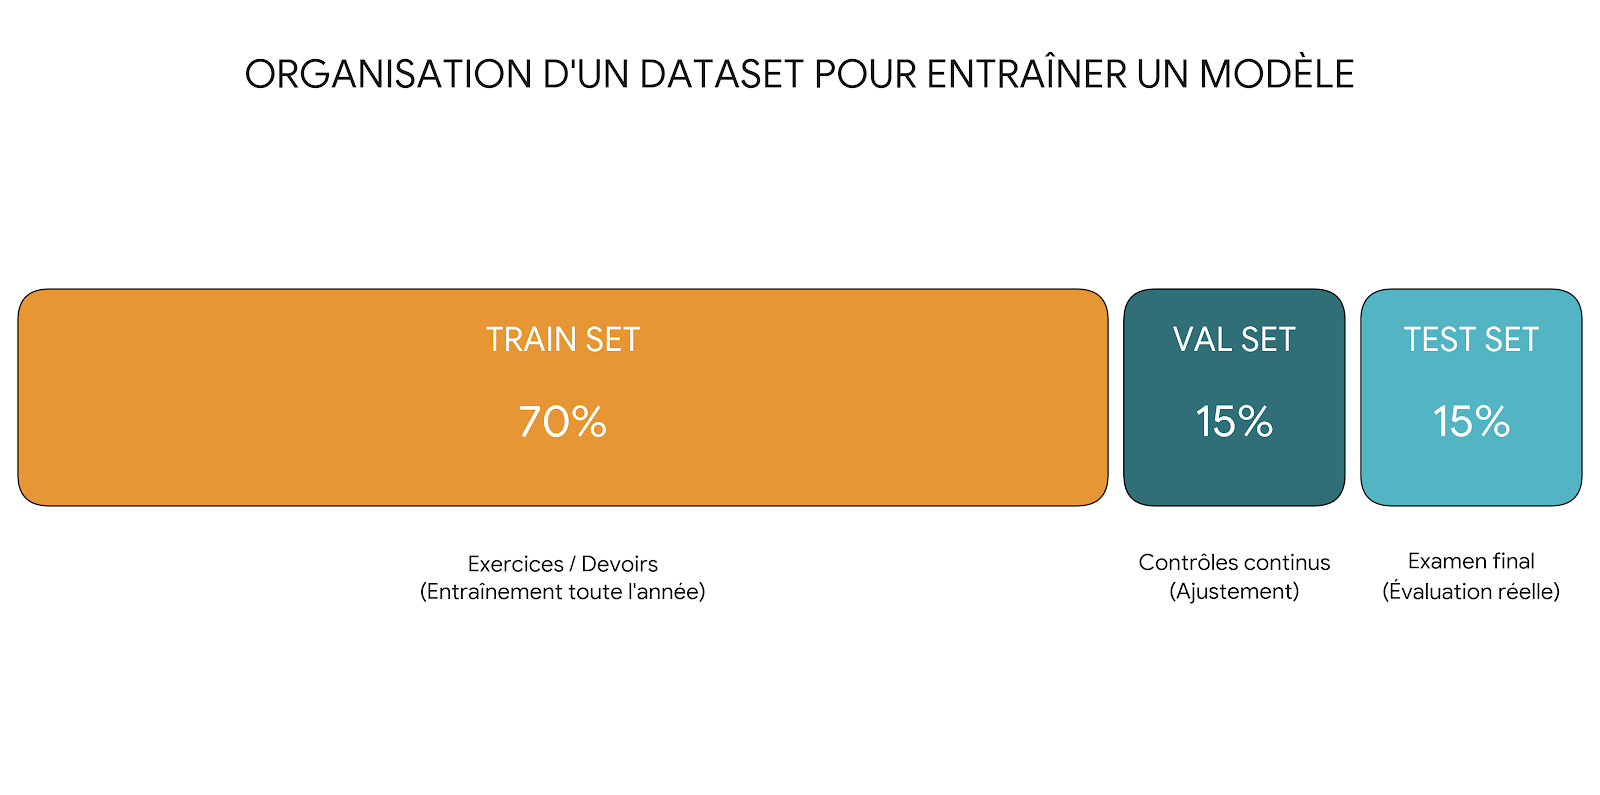 ORGANISATION D'UN DATASET POUR ENTRAÎNER UN MODÈLE
TRAIN SET
70%
Exercices / Devoirs
(Entraînement toute l'année)
VAL SET
15%
Contrôles continus
(Ajustement)
TEST SET
15%
Examen final
(Évaluation réelle)